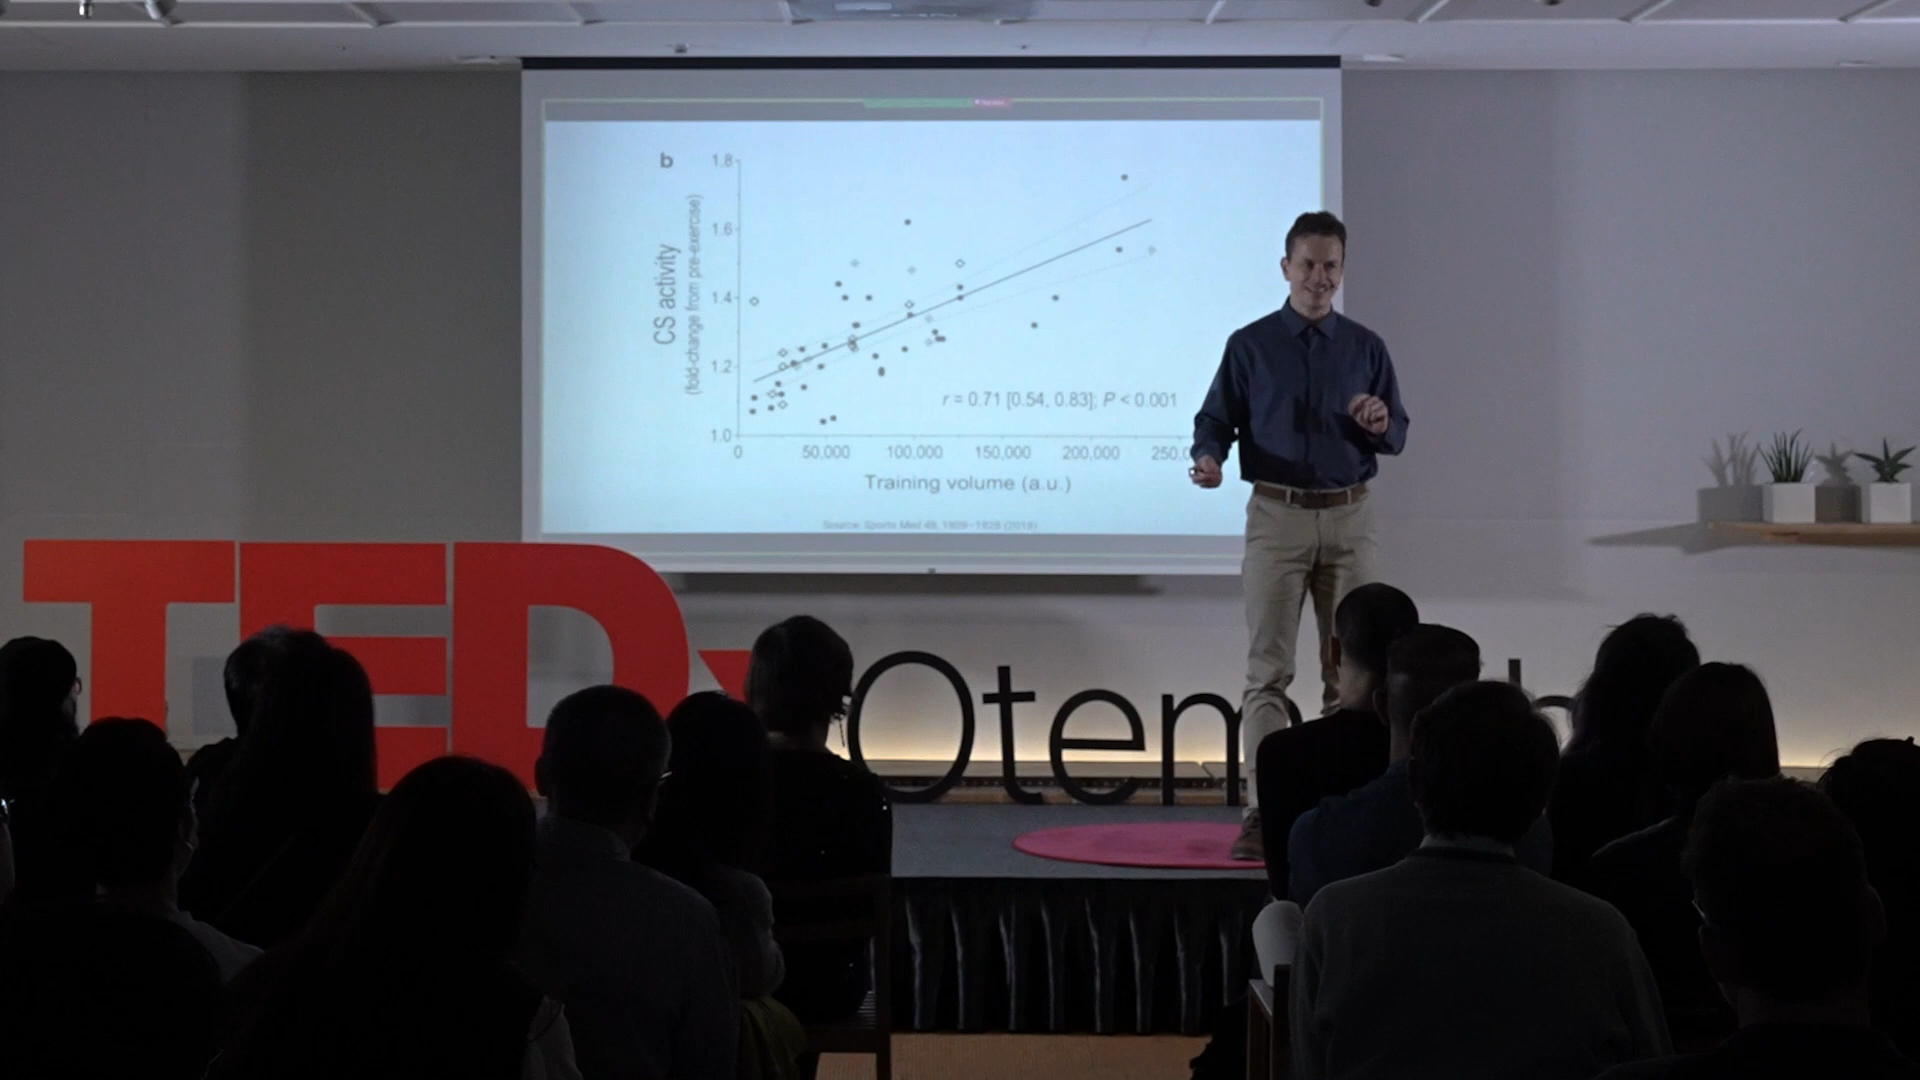 b
1.8
1.6
1.4
1.2
1.0
CS activity
(fold-change from pre-exercise)
r = 0.71 [0.54, 0.83]; P < 0.001
0 50,000 100,000 150,000 200,000 250,0
Training volume (a.u.)
Source: Sports Med 48, 1809–1828 (2018)
TEDx
Otem